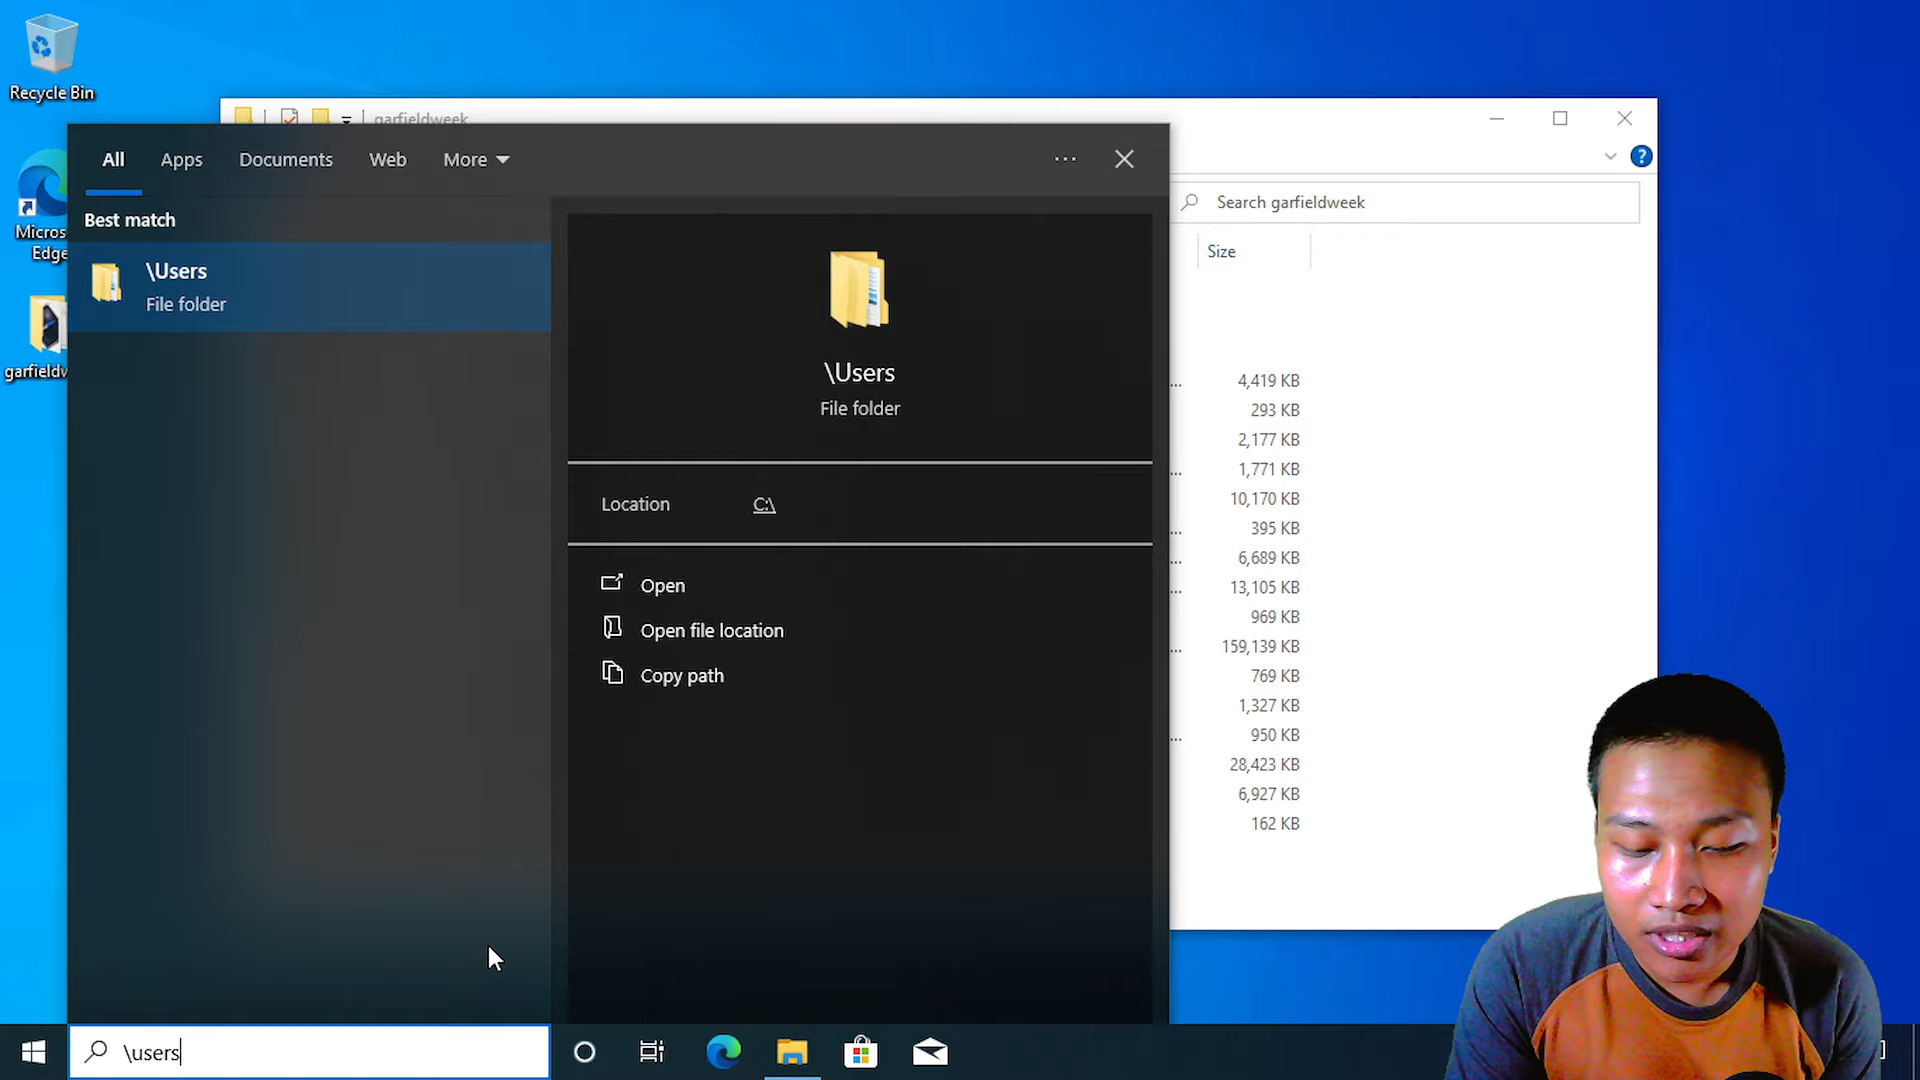 Recycle Bin
garfieldweek
All
Apps
Documents
Web
More
Best match
\Users
File folder
\Users
File folder
Location
C:\
Open
Open file location
Copy path
Search garfieldweek
Size
4,419 KB
293 KB
2,177 KB
1,771 KB
10,170 KB
395 KB
6,689 KB
13,105 KB
969 KB
159,139 KB
769 KB
1,327 KB
950 KB
28,423 KB
6,927 KB
162 KB
Micros
Edge
garfieldw
\users